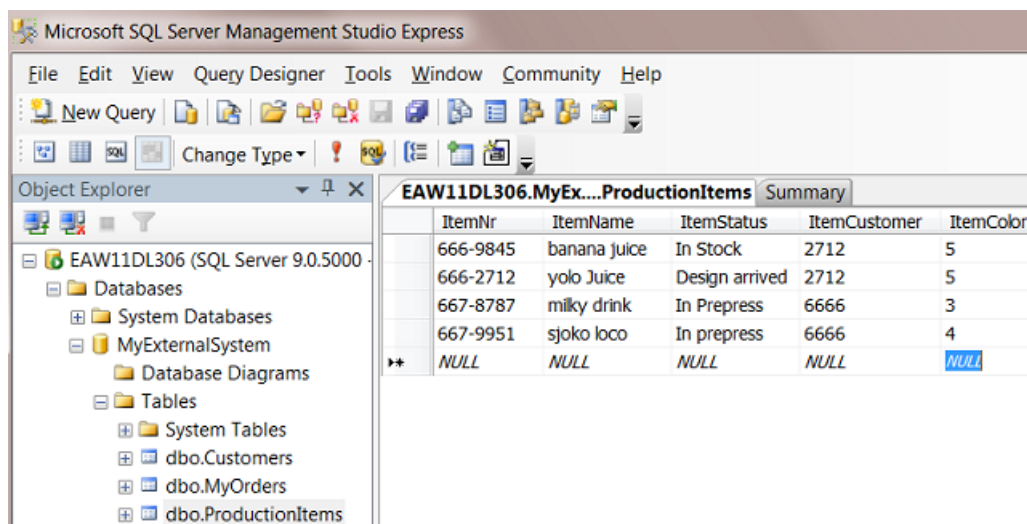 Microsoft SQL Server Management Studio Express
File Edit View Query Designer Tools Window Community Help
New Query
SQL Change Type SQL
Object Explorer
EAW11DL306 (SQL Server 9.0.5000 -
Databases
System Databases
MyExternalSystem
Database Diagrams
Tables
System Tables
dbo.Customers
dbo.MyOrders
dbo.ProductionItems
EAW11DL306.MyEx....ProductionItems Summary
ItemNr ItemName ItemStatus ItemCustomer ItemColor
666-9845 banana juice In Stock 2712 5
666-2712 yolo Juice Design arrived 2712 5
667-8787 milky drink In Prepress 6666 3
667-9951 sjoko loco In prepress 6666 4
NULL NULL NULL NULL NULL